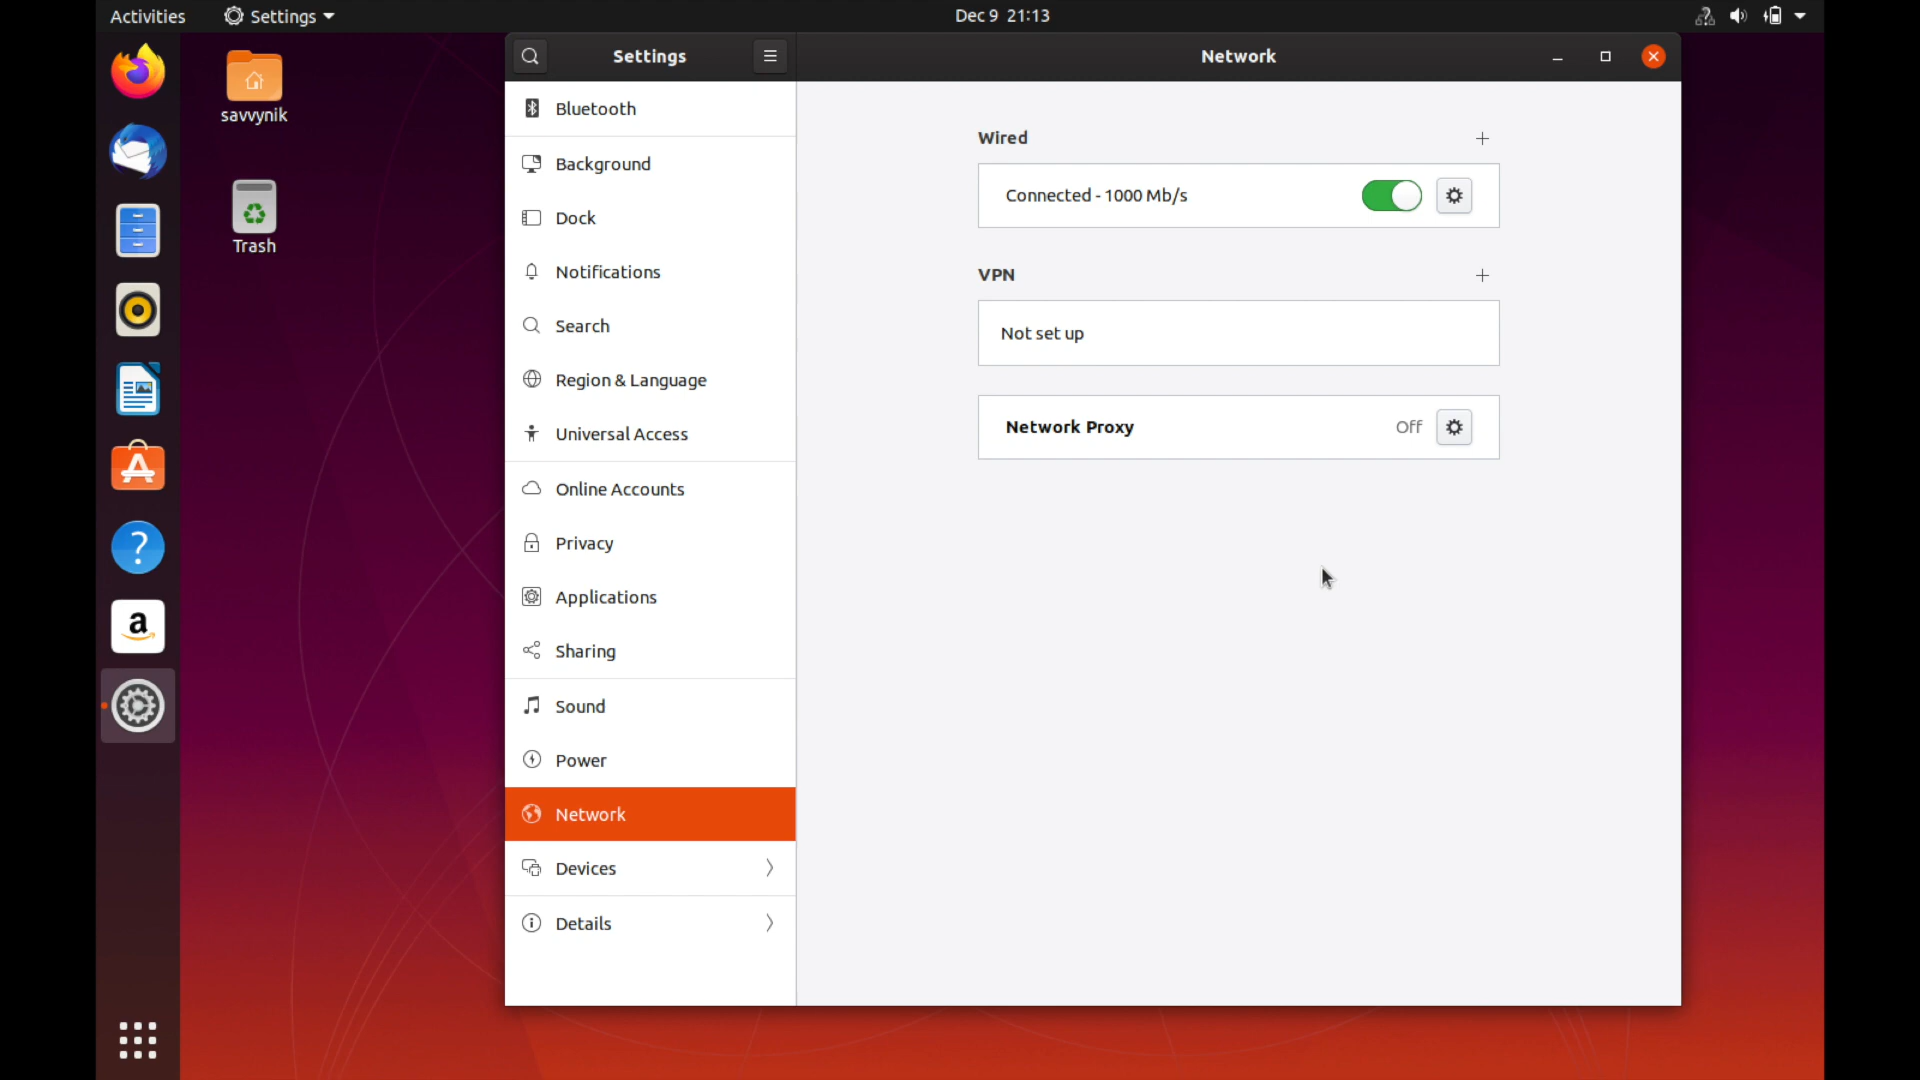 Activities
Settings
Dec 9 21:13
savvynik
Trash
Settings
Network
Bluetooth
Background
Dock
Notifications
Search
Region & Language
Universal Access
Online Accounts
Privacy
Applications
Sharing
Sound
Power
Network
Devices
Details
Wired
Connected - 1000 Mb/s
VPN
Not set up
Network Proxy
Off